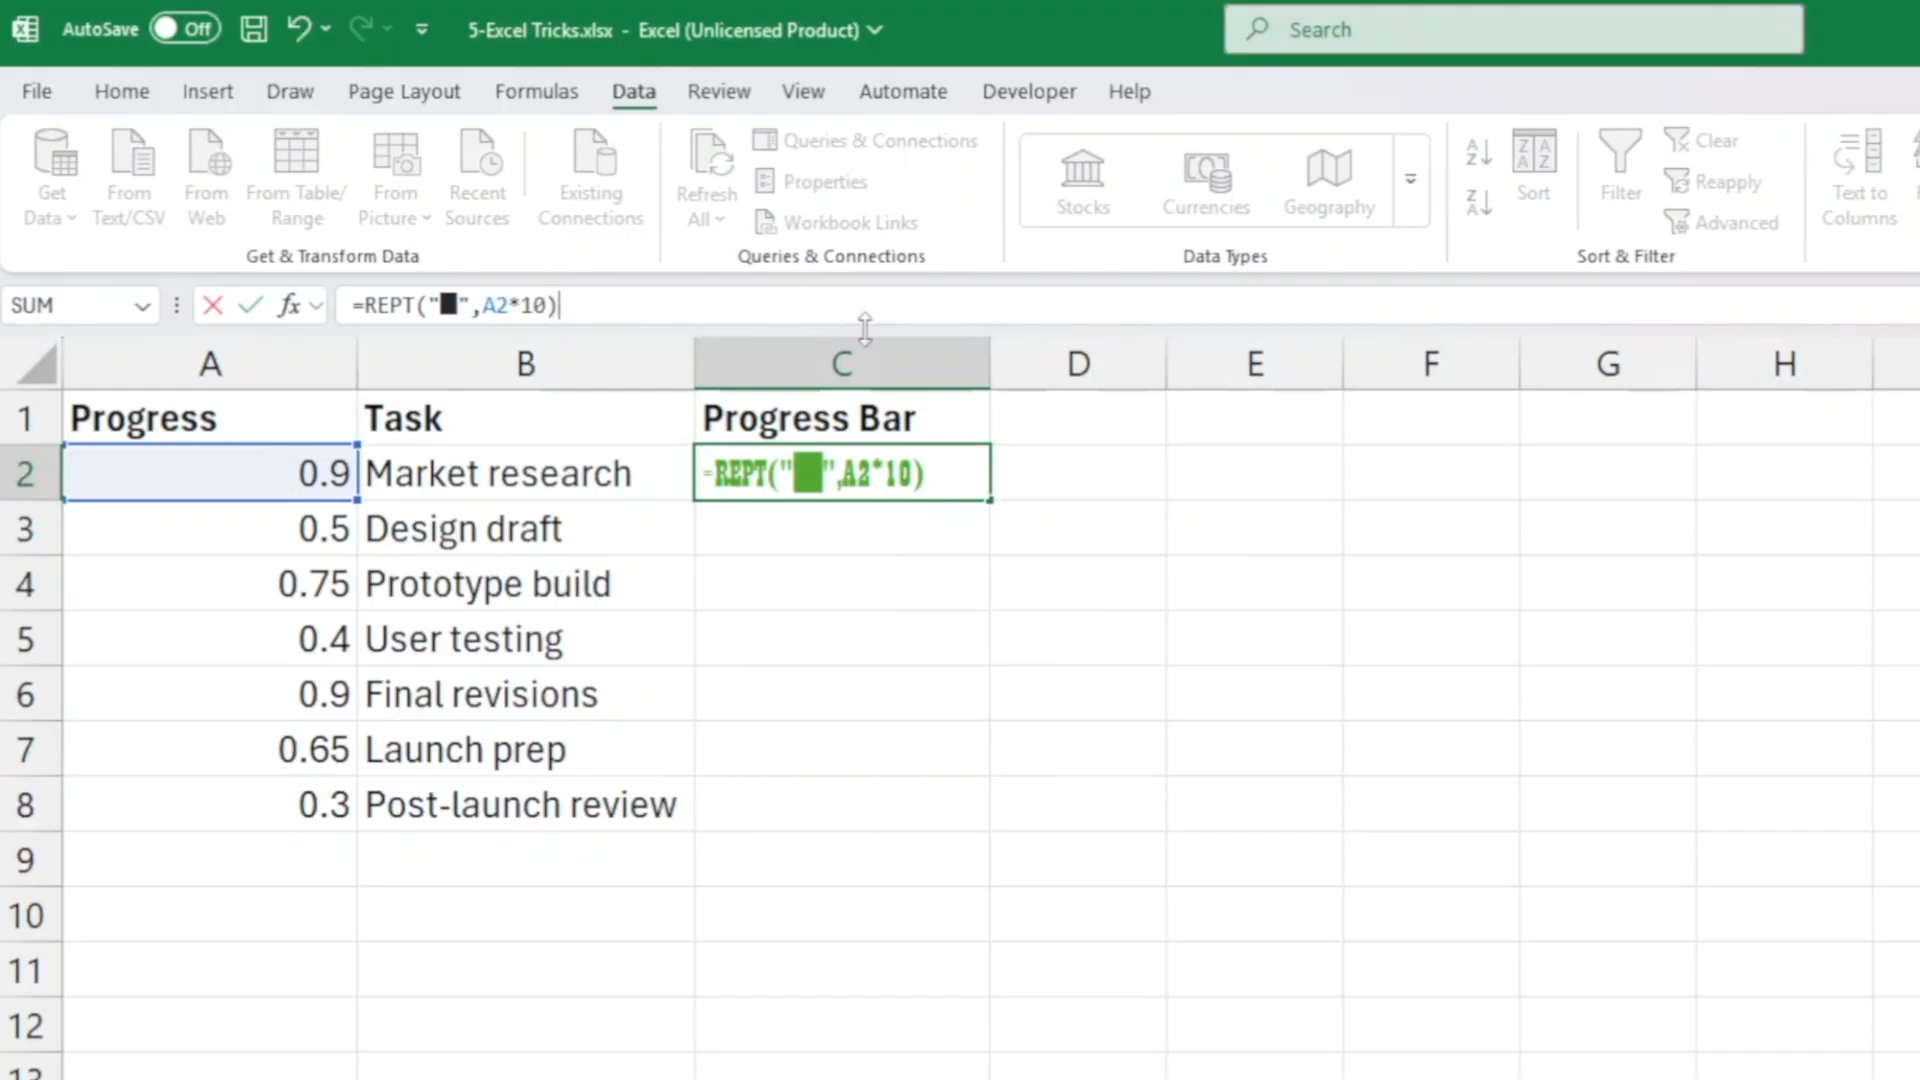 AutoSave Off 5-Excel Tricks.xlsx - Excel (Unlicensed Product) Search
File Home Insert Draw Page Layout Formulas Data Review View Automate Developer Help
Get Data
From Text/CSV
From Web
From Table/ Range
From Picture
Recent Sources
Existing Connections
Get & Transform Data
Refresh All
Queries & Connections
Properties
Workbook Links
Queries & Connections
Stocks
Currencies
Geography
Data Types
Sort
Filter
Clear
Reapply
Advanced
Sort & Filter
Text to Columns
SUM fx =REPT("█",A2*10)
A B C D E F G H
1 Progress Task Progress Bar
2 0.9 Market research =REPT("█",A2*10)
3 0.5 Design draft
4 0.75 Prototype build
5 0.4 User testing
6 0.9 Final revisions
7 0.65 Launch prep
8 0.3 Post-launch review
9
10
11
12
13